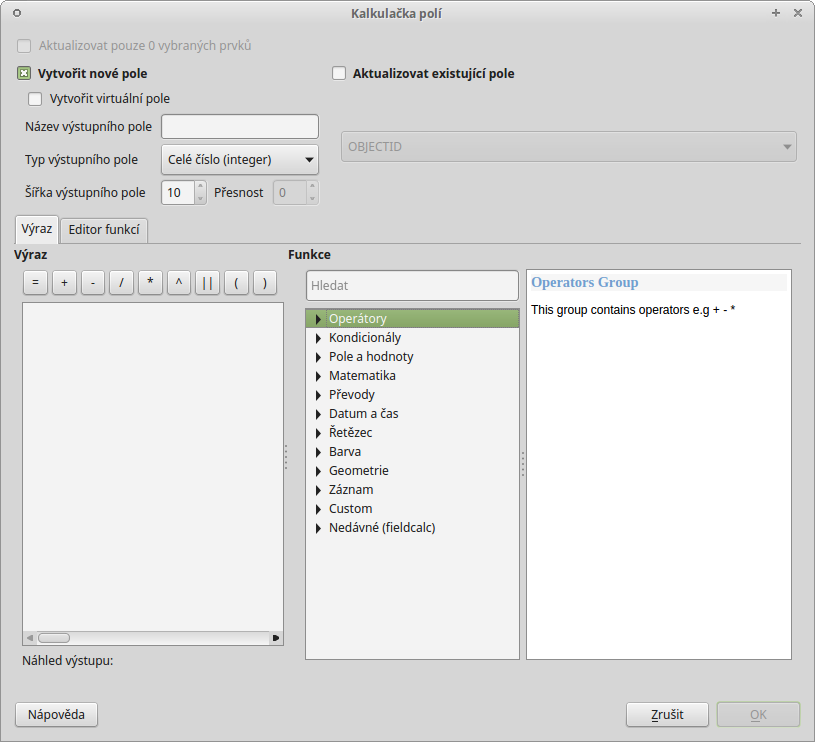 Kalkulačka polí
Aktualizovat pouze 0 vybraných prvků
Vytvořit nové pole
Aktualizovat existující pole
Vytvořit virtuální pole
Název výstupního pole
OBJECTID
Typ výstupního pole Celé číslo (integer)
Šířka výstupního pole 10 Přesnost 0
Výraz Editor funkcí
Výraz
= + - / * ^ || ( )
Náhled výstupu:
Funkce
Hledat
Operátory
Kondicionály
Pole a hodnoty
Matematika
Převody
Datum a čas
Řetězec
Barva
Geometrie
Záznam
Custom
Nedávné (fieldcalc)
Operators Group
This group contains operators e.g + - *
Nápověda
Zrušit
OK